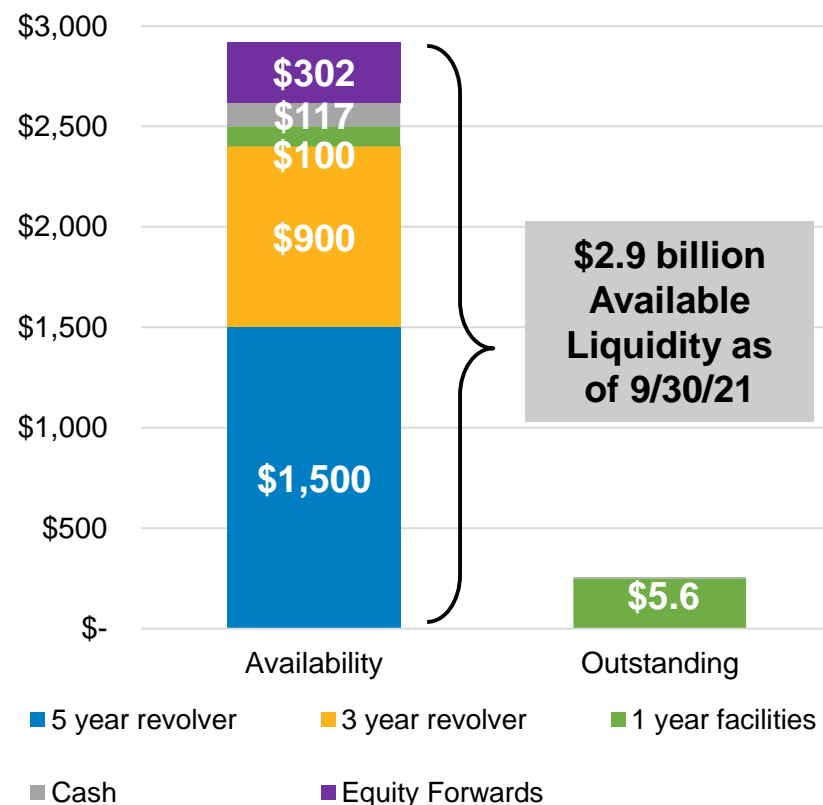 $3,000
$2,500
$2,000
$1,500
$1,000
$500
$-
$302
$117
$100
$900
$1,500
$2.9 billion
Available
Liquidity as
of 9/30/21
$5.6
Availability
Outstanding
5 year revolver
3 year revolver
1 year facilities
Cash
Equity Forwards